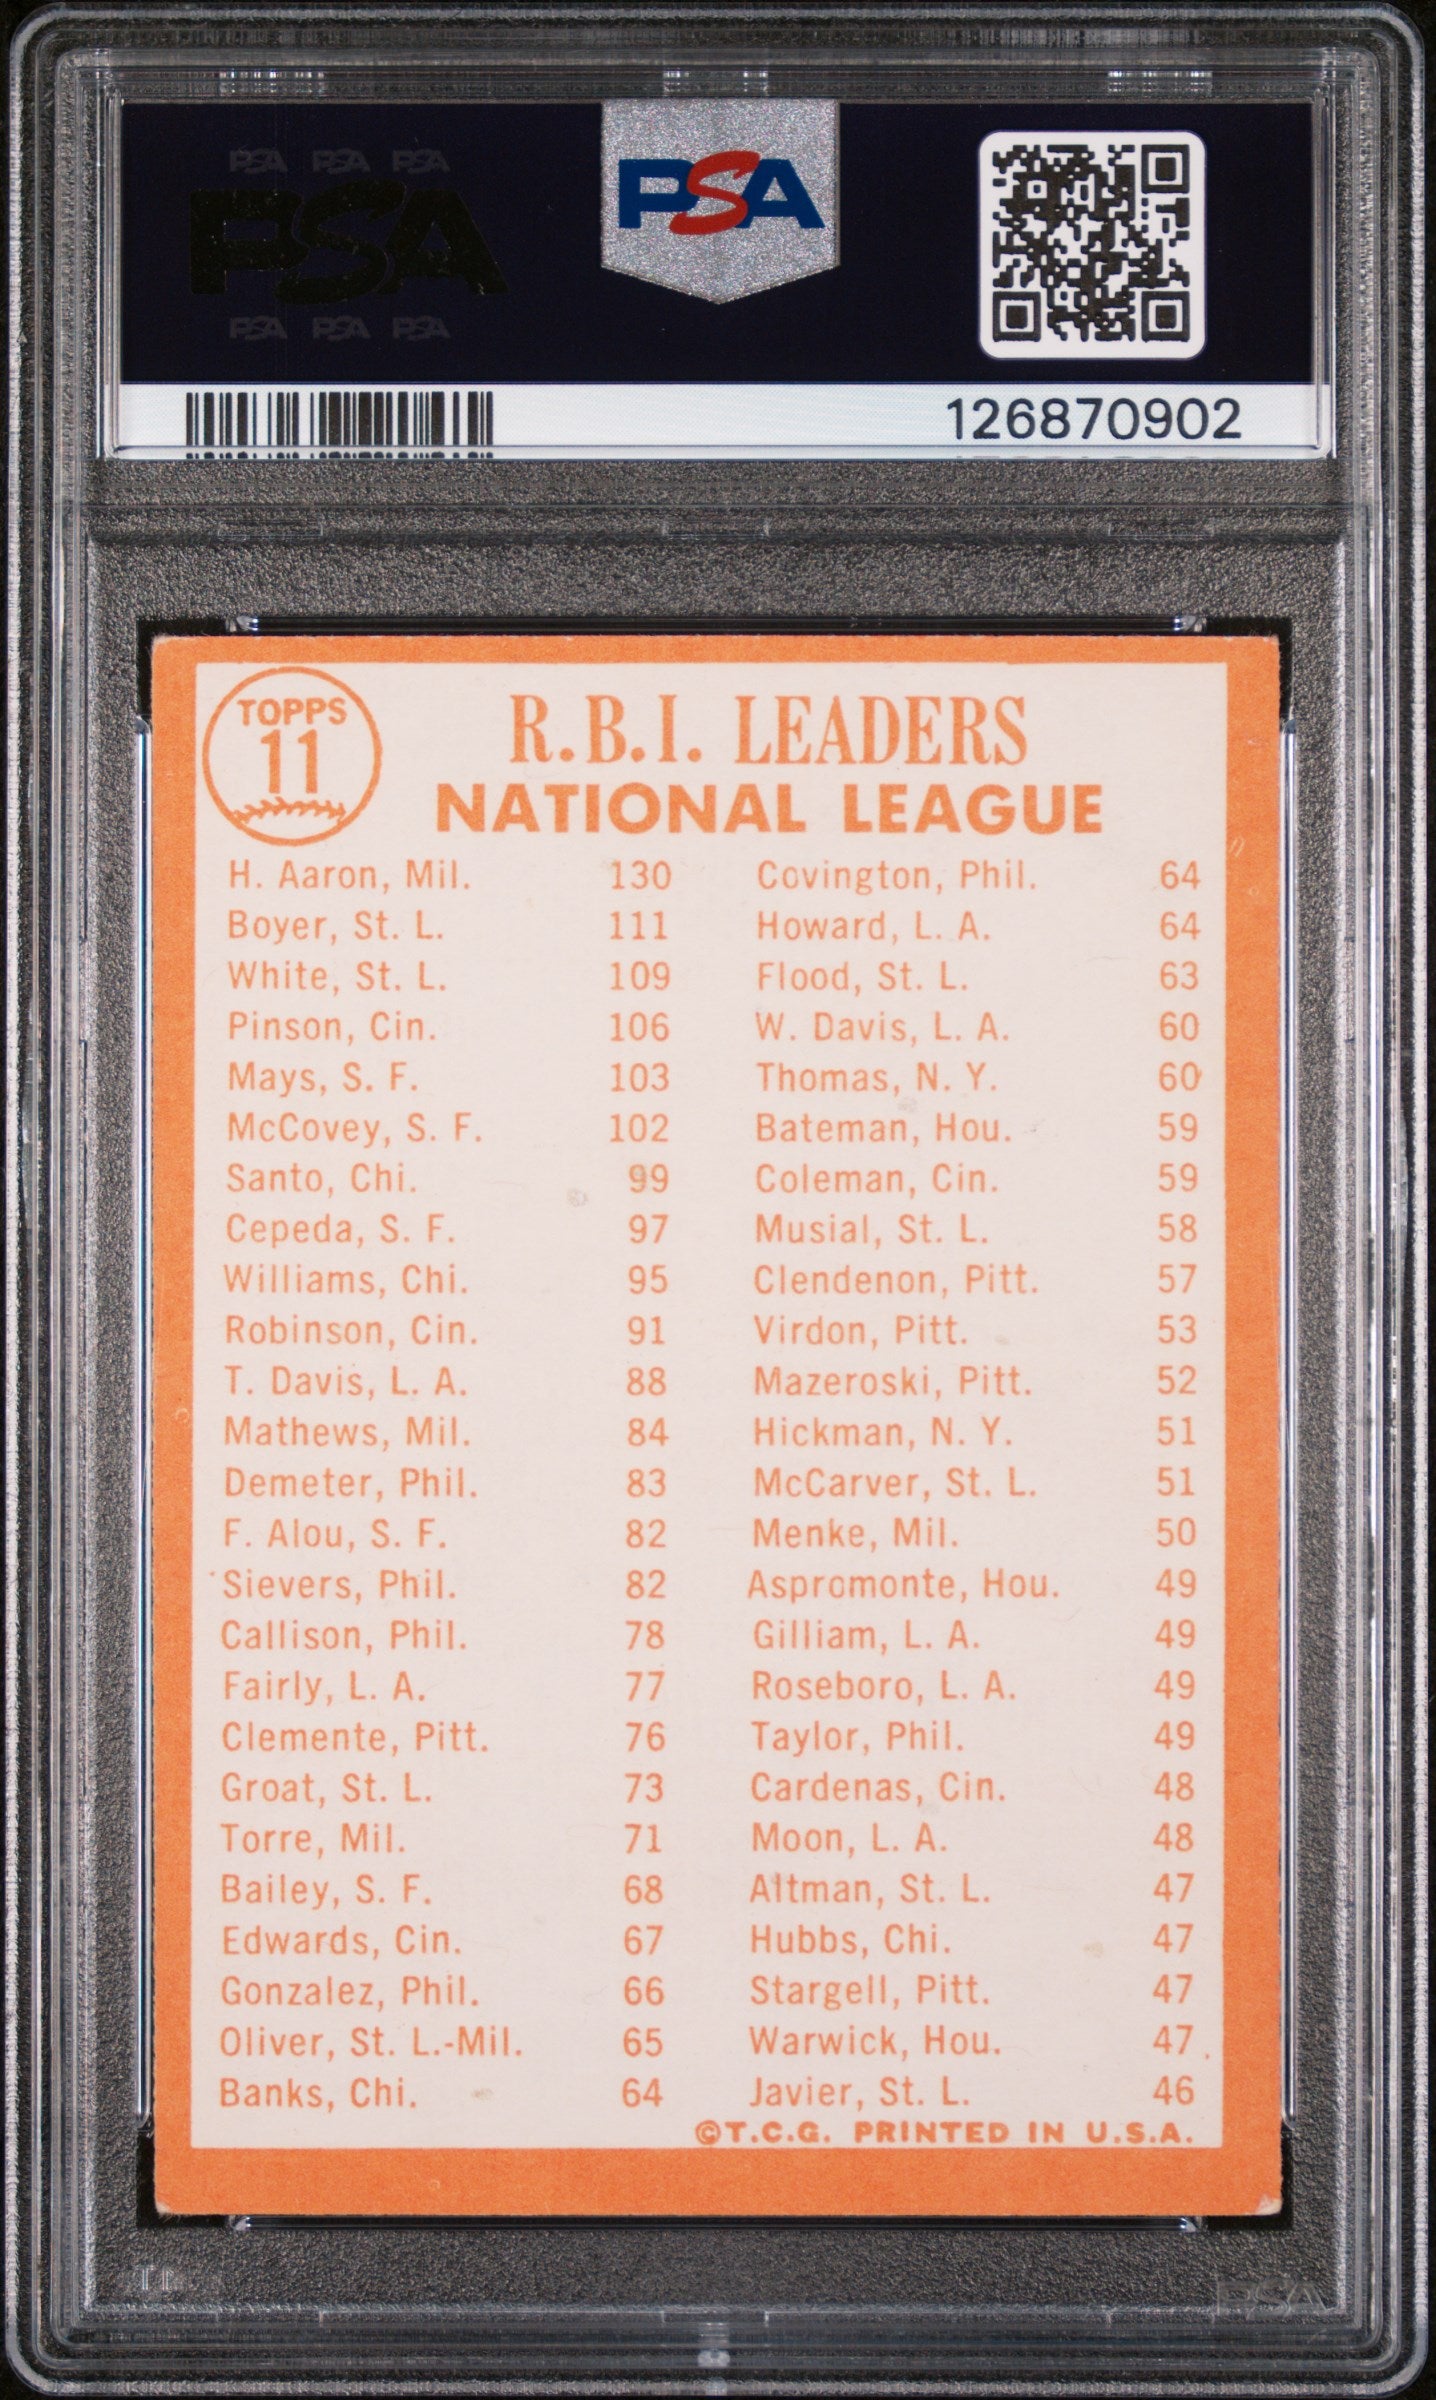 PSA PSA PSA
PSA
PSA PSA PSA
PSA
126870902
TOPPS
11
R.B.I. LEADERS
NATIONAL LEAGUE
H. Aaron, Mil. 130
Boyer, St. L. 111
White, St. L. 109
Pinson, Cin. 106
Mays, S. F. 103
McCovey, S. F. 102
Santo, Chi. 99
Cepeda, S. F. 97
Williams, Chi. 95
Robinson, Cin. 91
T. Davis, L. A. 88
Mathews, Mil. 84
Demeter, Phil. 83
F. Alou, S. F. 82
Sievers, Phil. 82
Callison, Phil. 78
Fairly, L. A. 77
Clemente, Pitt. 76
Groat, St. L. 73
Torre, Mil. 71
Bailey, S. F. 68
Edwards, Cin. 67
Gonzalez, Phil. 66
Oliver, St. L.-Mil. 65
Banks, Chi. 64
Covington, Phil. 64
Howard, L. A. 64
Flood, St. L. 63
W. Davis, L. A. 60
Thomas, N. Y. 60
Bateman, Hou. 59
Coleman, Cin. 59
Musial, St. L. 58
Clendenon, Pitt. 57
Virdon, Pitt. 53
Mazeroski, Pitt. 52
Hickman, N. Y. 51
McCarver, St. L. 51
Menke, Mil. 50
Aspromonte, Hou. 49
Gilliam, L. A. 49
Roseboro, L. A. 49
Taylor, Phil. 49
Cardenas, Cin. 48
Moon, L. A. 48
Altman, St. L. 47
Hubbs, Chi. 47
Stargell, Pitt. 47
Warwick, Hou. 47
Javier, St. L. 46
©T.C.G. PRINTED IN U.S.A.
PSA